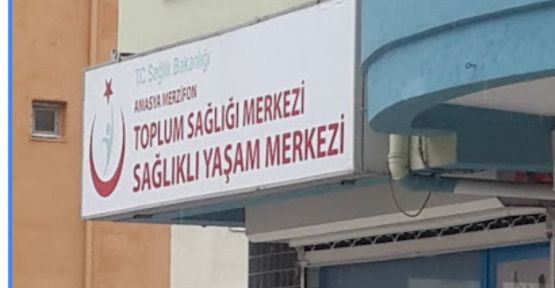 T.C. Sağlık Bakanlığı
AMASYA MERZİFON
TOPLUM SAĞLIĞI MERKEZİ
SAĞLIKLI YAŞAM MERKEZİ